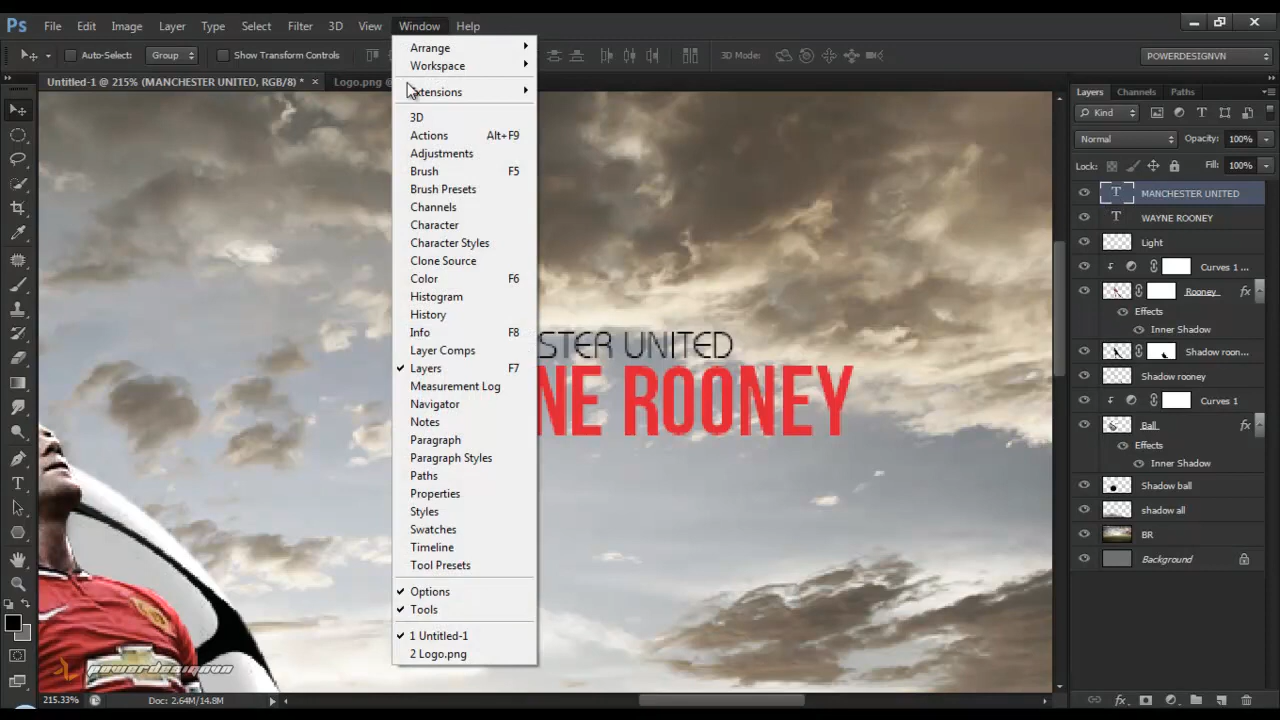 Ps File Edit Image Layer Type Select Filter 3D View Window Help
Auto-Select: Group Show Transform Controls 3D Mode: POWERDESIGNVN
Untitled-1 @ 215% (MANCHESTER UNITED, RGB/8) * × Logo.png @
Arrange
Workspace
Extensions
3D
Actions Alt+F9
Adjustments
Brush F5
Brush Presets
Channels
Character
Character Styles
Clone Source
Color F6
Histogram
History
Info F8
Layer Comps
Layers F7
Measurement Log
Navigator
Notes
Paragraph
Paragraph Styles
Paths
Properties
Styles
Swatches
Timeline
Tool Presets
Options
Tools
1 Untitled-1
2 Logo.png
STER UNITED
NE ROONEY
Layers Channels Paths
Kind
Normal Opacity: 100%
Lock: Fill: 100%
T MANCHESTER UNITED
T WAYNE ROONEY
Light
Curves 1 ...
Rooney fx
Effects
Inner Shadow
Shadow roon...
Shadow rooney
Curves 1
Ball fx
Effects
Inner Shadow
Shadow ball
shadow all
BR
Background
powerdesignvn
215.33% Doc: 2.64M/14.8M